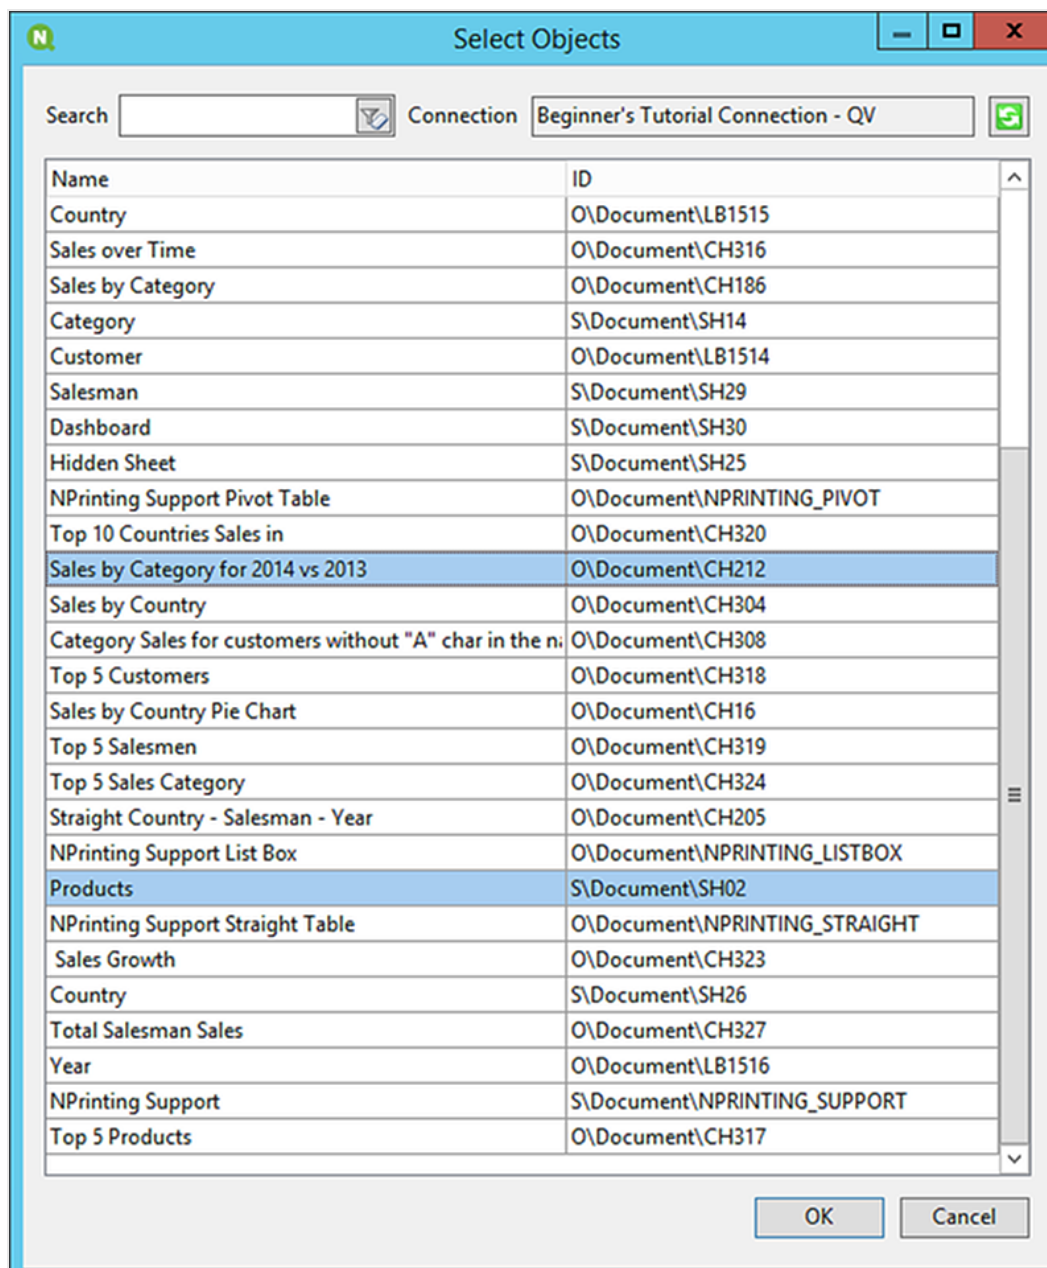 N
Select Objects
Search Connection Beginner's Tutorial Connection - QV
Name ID
Country O\Document\LB1515
Sales over Time O\Document\CH316
Sales by Category O\Document\CH186
Category S\Document\SH14
Customer O\Document\LB1514
Salesman S\Document\SH29
Dashboard S\Document\SH30
Hidden Sheet S\Document\SH25
NPrinting Support Pivot Table O\Document\NPRINTING_PIVOT
Top 10 Countries Sales in O\Document\CH320
Sales by Category for 2014 vs 2013 O\Document\CH212
Sales by Country O\Document\CH304
Category Sales for customers without "A" char in the O\Document\CH308
Top 5 Customers O\Document\CH318
Sales by Country Pie Chart O\Document\CH16
Top 5 Salesmen O\Document\CH319
Top 5 Sales Category O\Document\CH324
Straight Country - Salesman - Year O\Document\CH205
NPrinting Support List Box O\Document\NPRINTING_LISTBOX
Products S\Document\SH02
NPrinting Support Straight Table O\Document\NPRINTING_STRAIGHT
Sales Growth O\Document\CH323
Country S\Document\SH26
Total Salesman Sales O\Document\CH327
Year O\Document\LB1516
NPrinting Support S\Document\NPRINTING_SUPPORT
Top 5 Products O\Document\CH317
OK Cancel